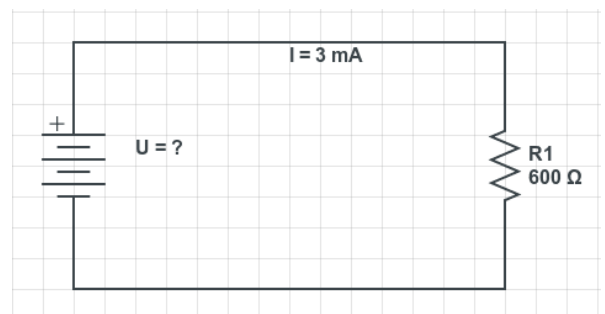 I = 3 mA
+
U = ?
R1
600 Ω